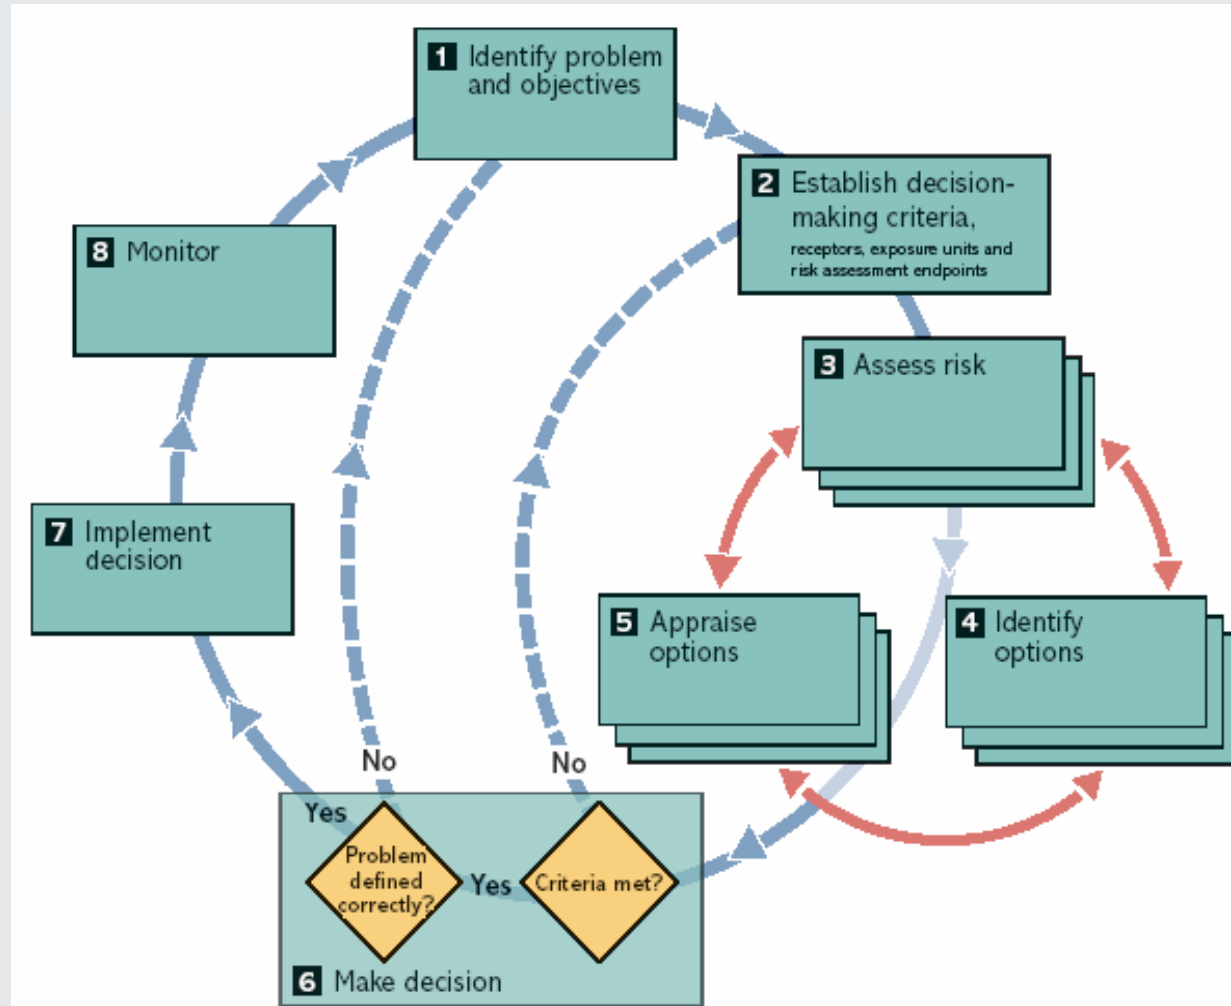 1 Identify problem
and objectives
2 Establish decision-
making criteria,
receptors, exposure units and
risk assessment endpoints
8 Monitor
3 Assess risk
7 Implement
decision
5 Appraise
options
4 Identify
options
No
No
Yes
Problem
defined
correctly?
Yes
Criteria met?
6 Make decision